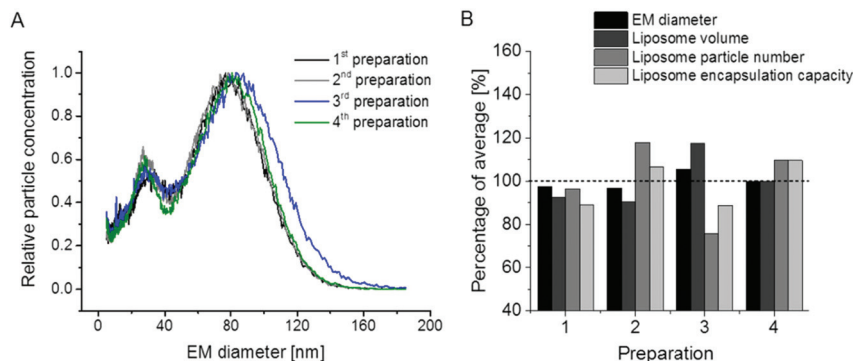 A
1st preparation
2nd preparation
3rd preparation
4th preparation
Relative particle concentration
1.0
0.8
0.6
0.4
0.2
0.0
0 40 80 120 160 200
EM diameter [nm]
B
EM diameter
Liposome volume
Liposome particle number
Liposome encapsulation capacity
Percentage of average [%]
160
140
120
100
80
60
40
1 2 3 4
Preparation